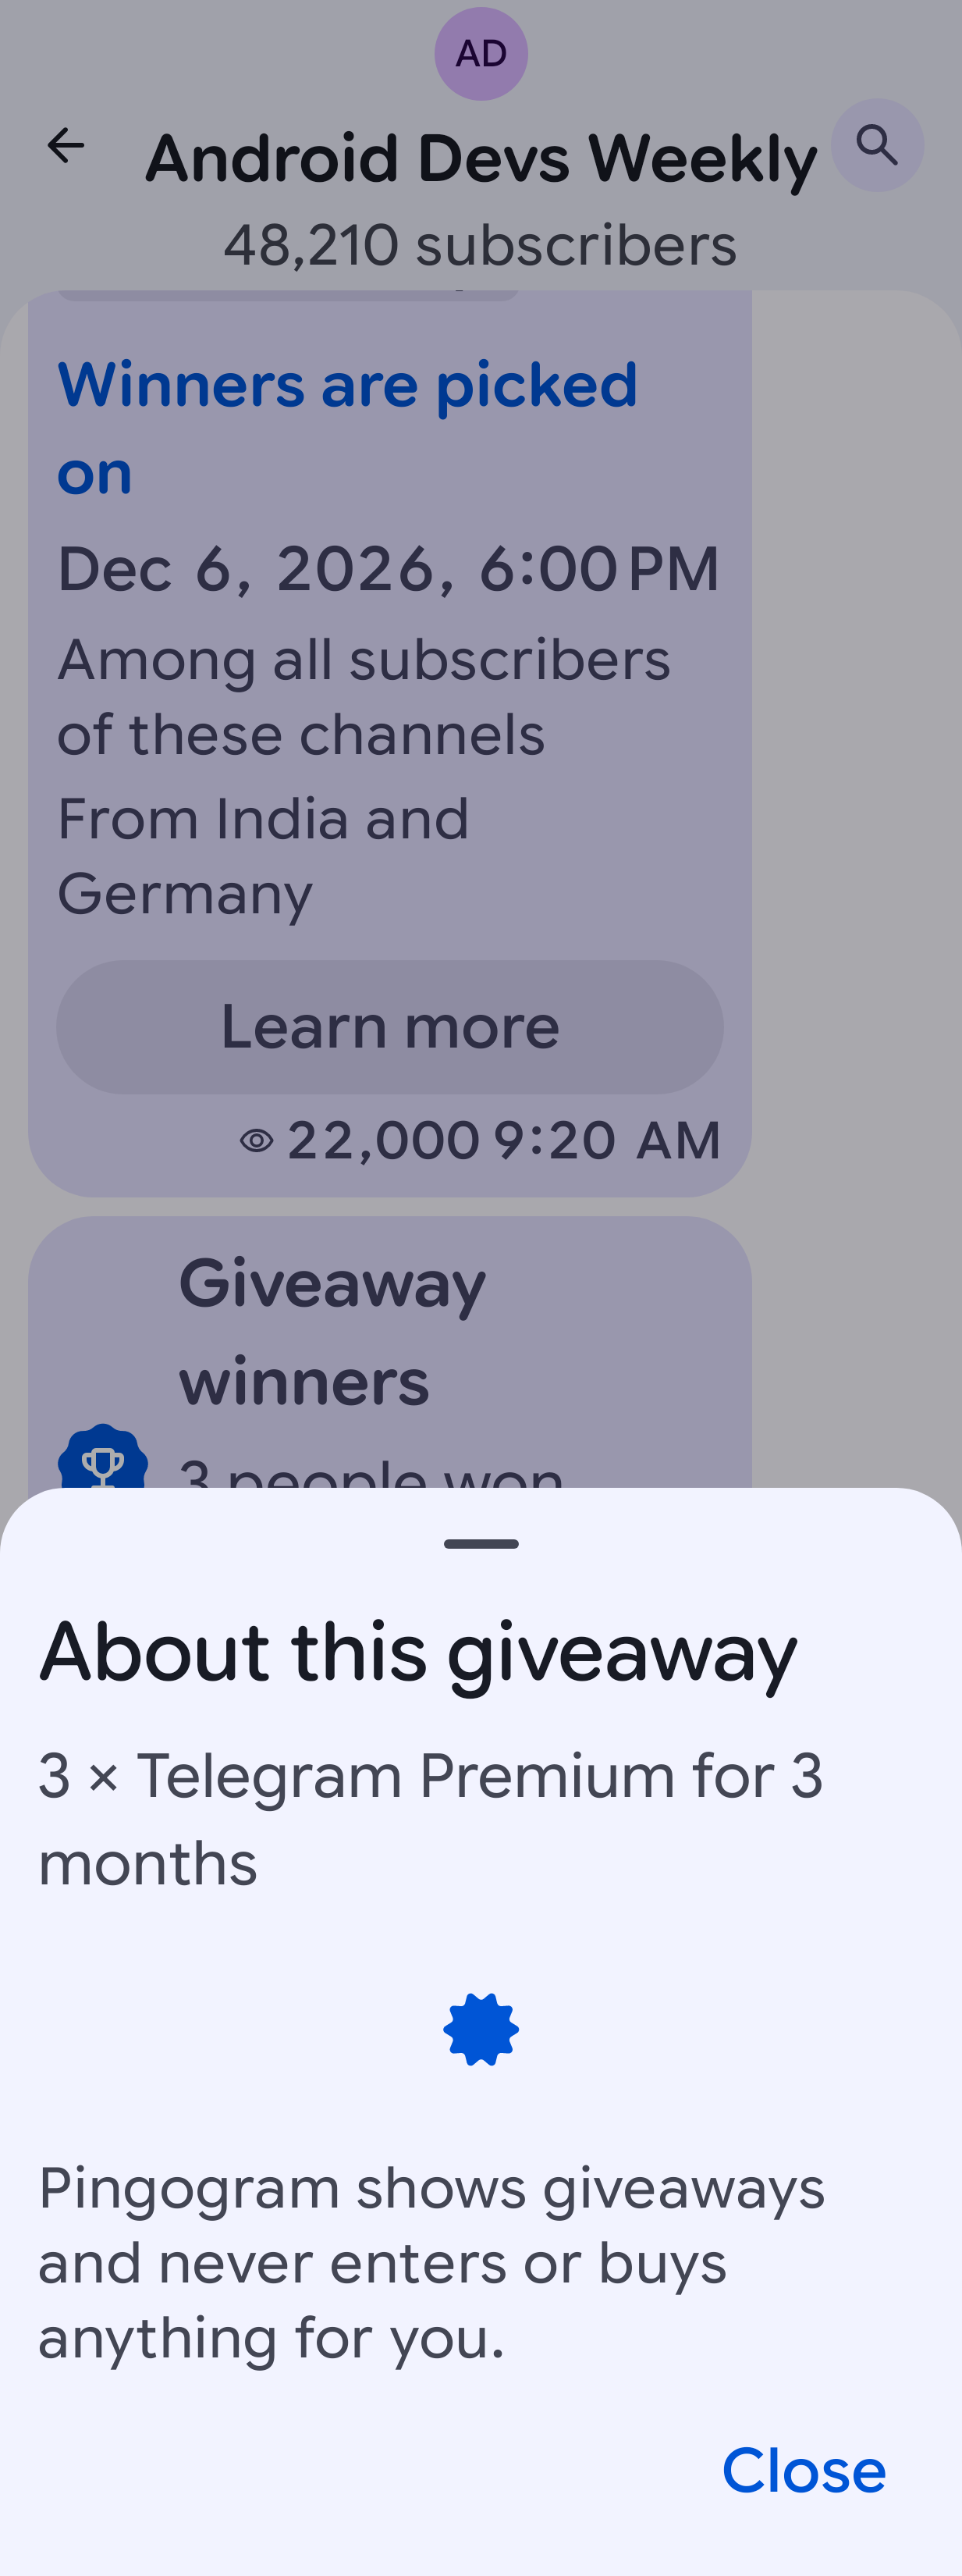 AD
Android Devs Weekly
48,210 subscribers
Winners are picked
on
Dec 6, 2026, 6:00 PM
Among all subscribers
of these channels
From India and
Germany
Learn more
22,000 9:20 AM
Giveaway
winners
3 people won
About this giveaway
3 × Telegram Premium for 3
months
Pingogram shows giveaways
and never enters or buys
anything for you.
Close